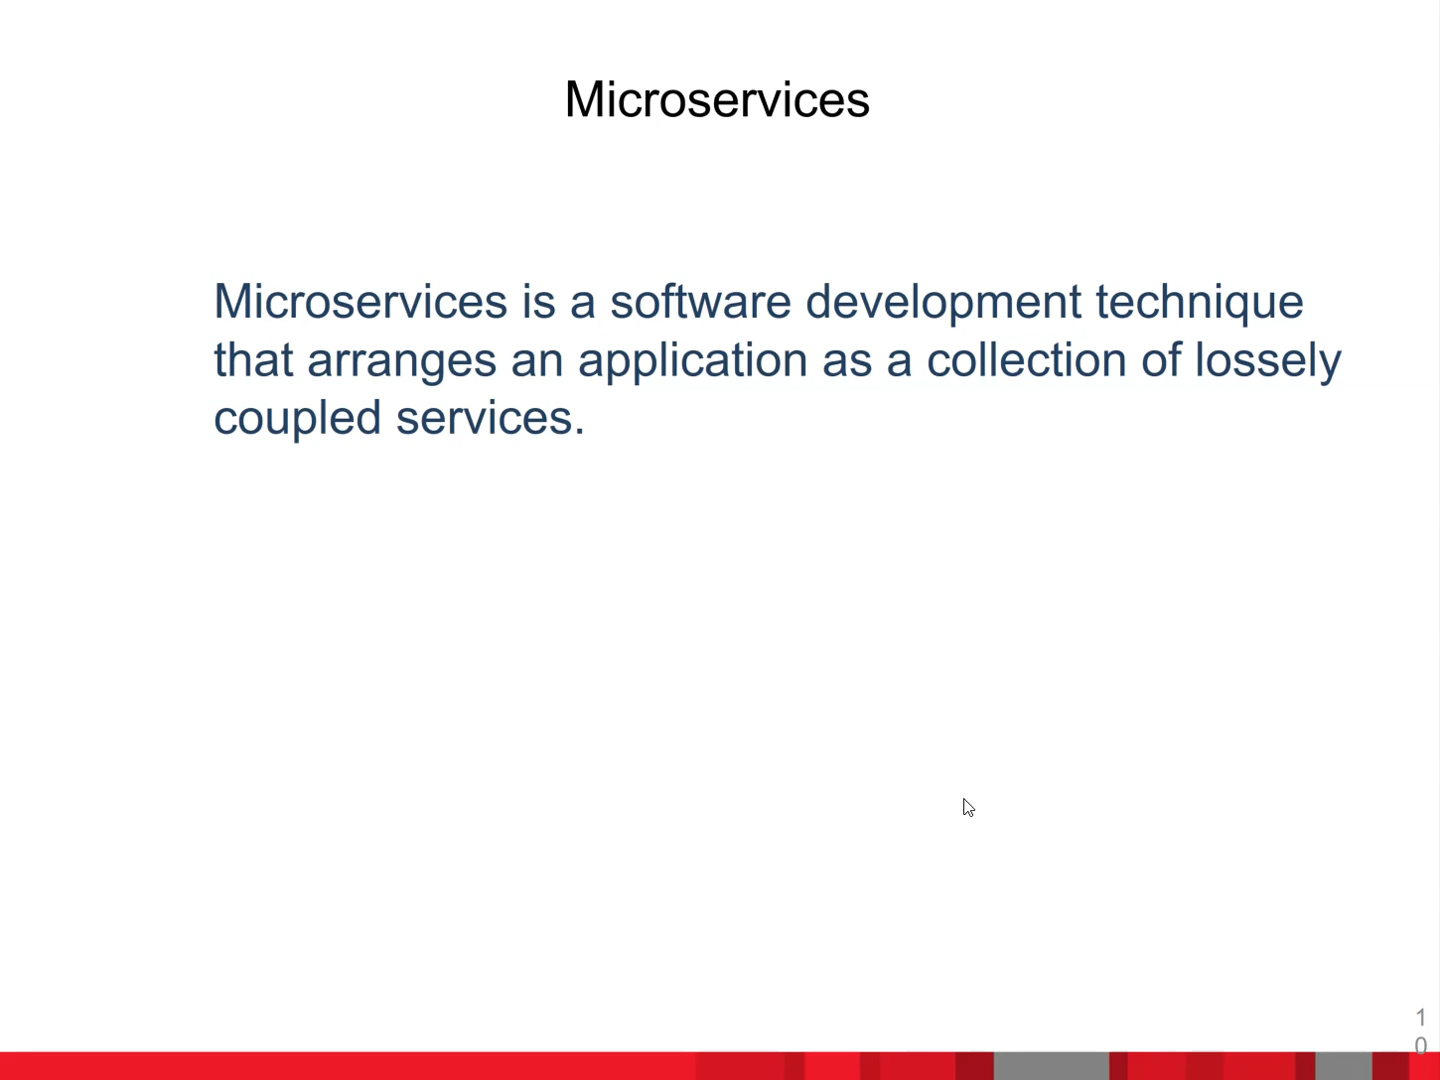 Microservices
Microservices is a software development technique
that arranges an application as a collection of lossely
coupled services.
1
0